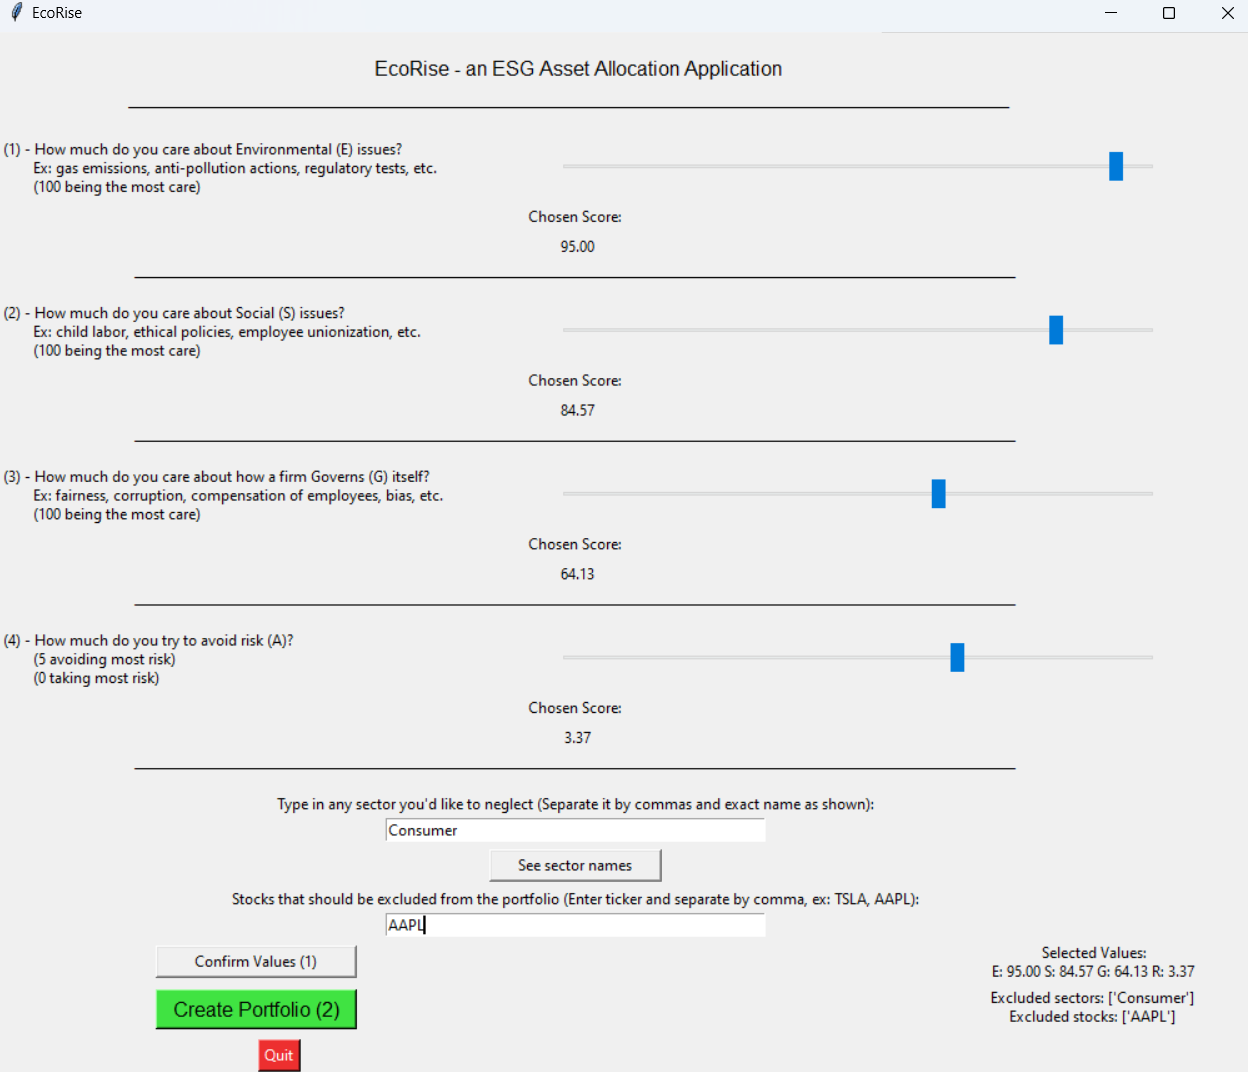 EcoRise
EcoRise - an ESG Asset Allocation Application
(1) - How much do you care about Environmental (E) issues?
Ex: gas emissions, anti-pollution actions, regulatory tests, etc.
(100 being the most care)
Chosen Score:
95.00
(2) - How much do you care about Social (S) issues?
Ex: child labor, ethical policies, employee unionization, etc.
(100 being the most care)
Chosen Score:
84.57
(3) - How much do you care about how a firm Governs (G) itself?
Ex: fairness, corruption, compensation of employees, bias, etc.
(100 being the most care)
Chosen Score:
64.13
(4) - How much do you try to avoid risk (A)?
(5 avoiding most risk)
(0 taking most risk)
Chosen Score:
3.37
Type in any sector you'd like to neglect (Separate it by commas and exact name as shown):
Consumer
See sector names
Stocks that should be excluded from the portfolio (Enter ticker and separate by comma, ex: TSLA, AAPL):
AAPL
Confirm Values (1)
Create Portfolio (2)
Quit
Selected Values:
E: 95.00 S: 84.57 G: 64.13 R: 3.37
Excluded sectors: ['Consumer']
Excluded stocks: ['AAPL']